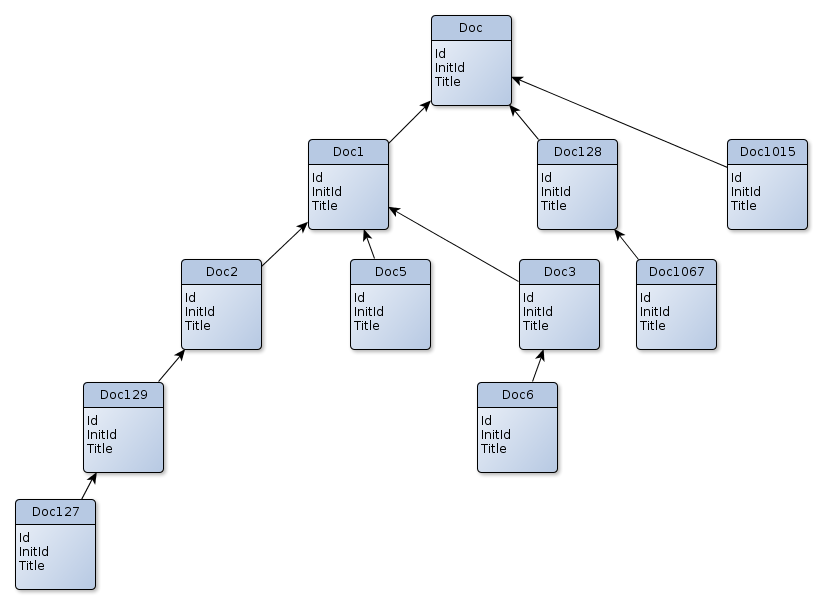 Doc
Id
InitId
Title
Doc1
Id
InitId
Title
Doc128
Id
InitId
Title
Doc1015
Id
InitId
Title
Doc2
Id
InitId
Title
Doc5
Id
InitId
Title
Doc3
Id
InitId
Title
Doc1067
Id
InitId
Title
Doc129
Id
InitId
Title
Doc6
Id
InitId
Title
Doc127
Id
InitId
Title